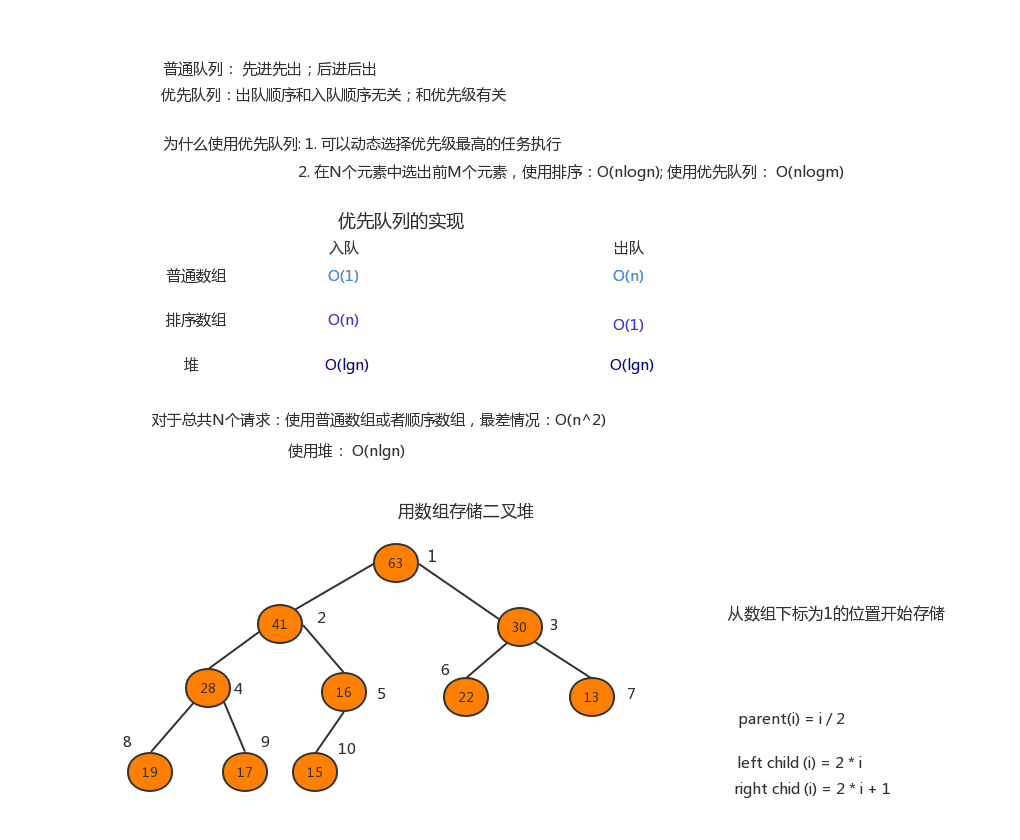 普通队列： 先进先出；后进后出
优先队列：出队顺序和入队顺序无关；和优先级有关
为什么使用优先队列: 1. 可以动态选择优先级最高的任务执行
2. 在N个元素中选出前M个元素，使用排序：O(nlogn); 使用优先队列： O(nlogm)
优先队列的实现
入队 出队
普通数组 O(1) O(n)
排序数组 O(n) O(1)
堆 O(lgn) O(lgn)
对于总共N个请求：使用普通数组或者顺序数组，最差情况：O(n^2)
使用堆： O(nlgn)
用数组存储二叉堆
63 1
41 2 30 3
从数组下标为1的位置开始存储
28 4 16 5 6 22 13 7
8 19 9 17 10 15
parent(i) = i / 2
left child (i) = 2 * i
right chid (i) = 2 * i + 1